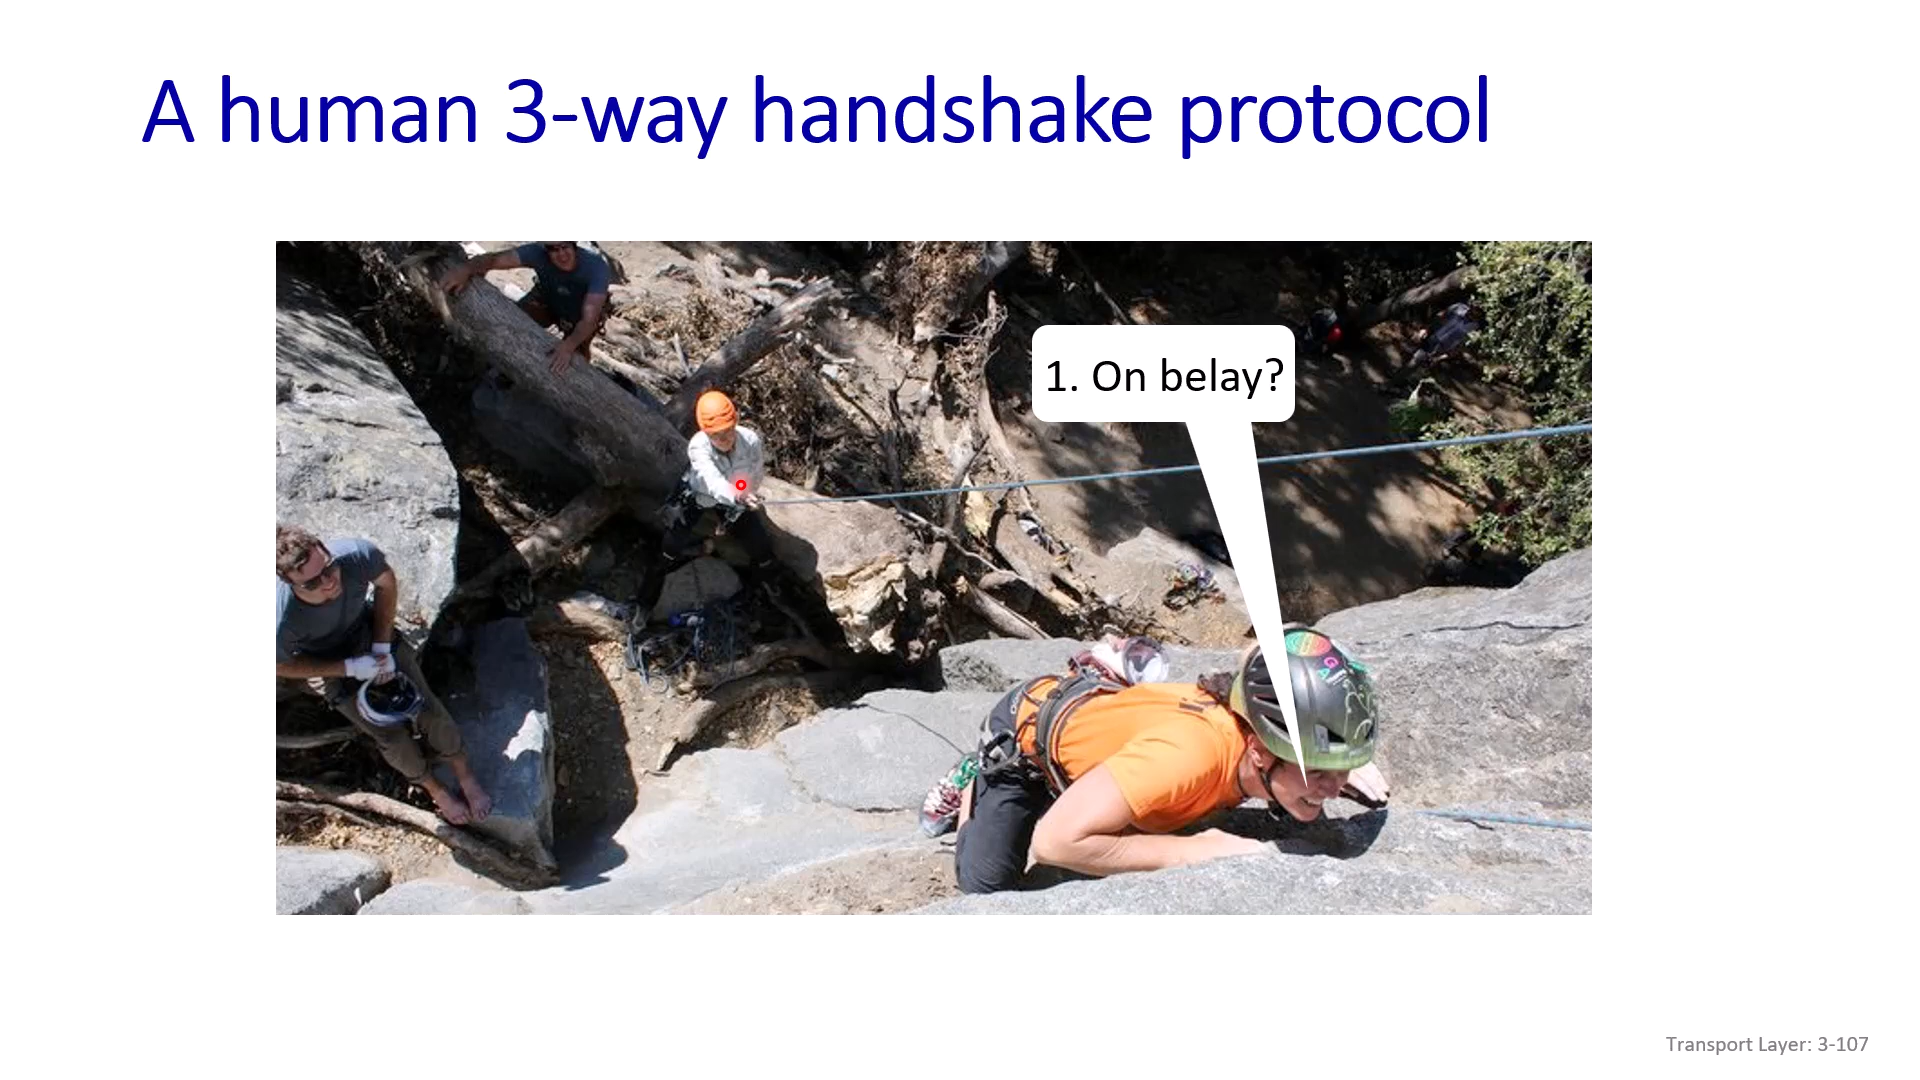 A human 3-way handshake protocol
1. On belay?
Transport Layer: 3-107